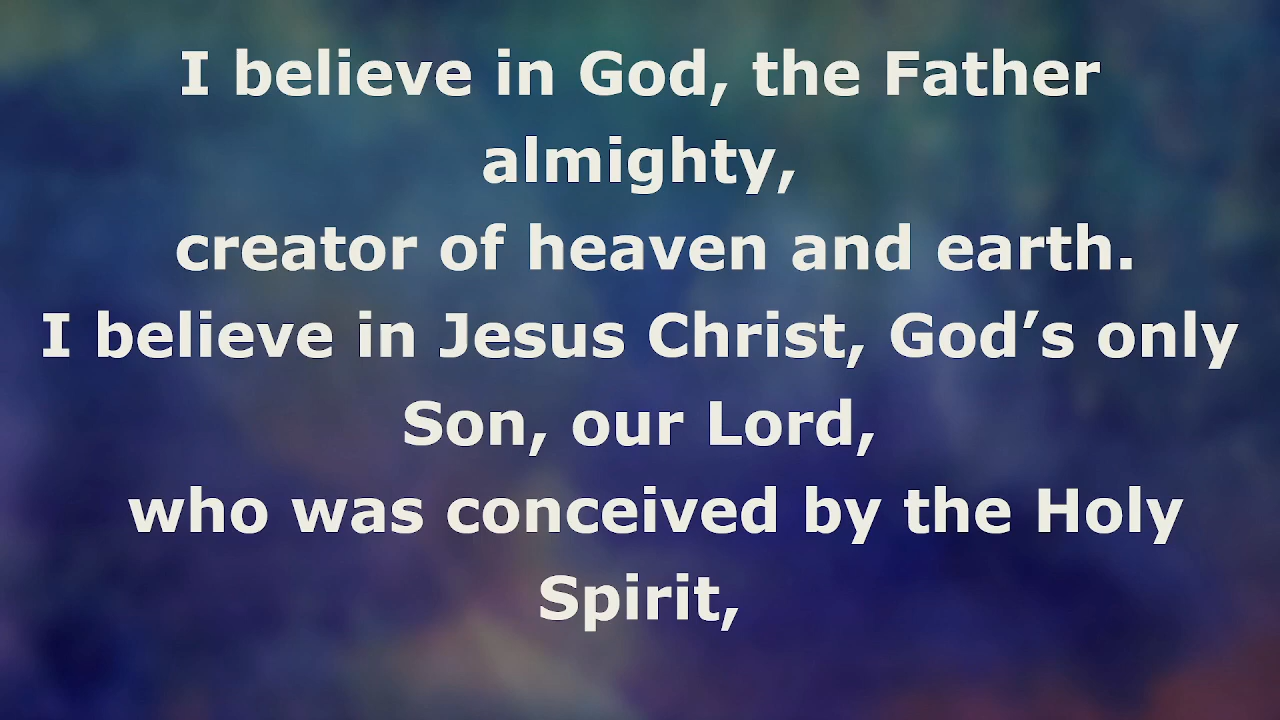 I believe in God, the Father
almighty,
creator of heaven and earth.
I believe in Jesus Christ, God’s only
Son, our Lord,
who was conceived by the Holy
Spirit,